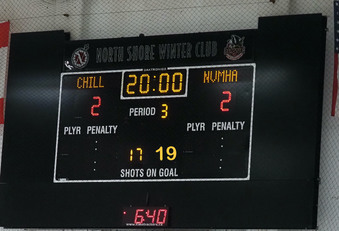 NORTH SHORE WINTER CLUB
CHILL 20:00 NVMHA
2 PERIOD 3 2
PLYR PENALTY PLYR PENALTY
17 19
SHOTS ON GOAL
6:40